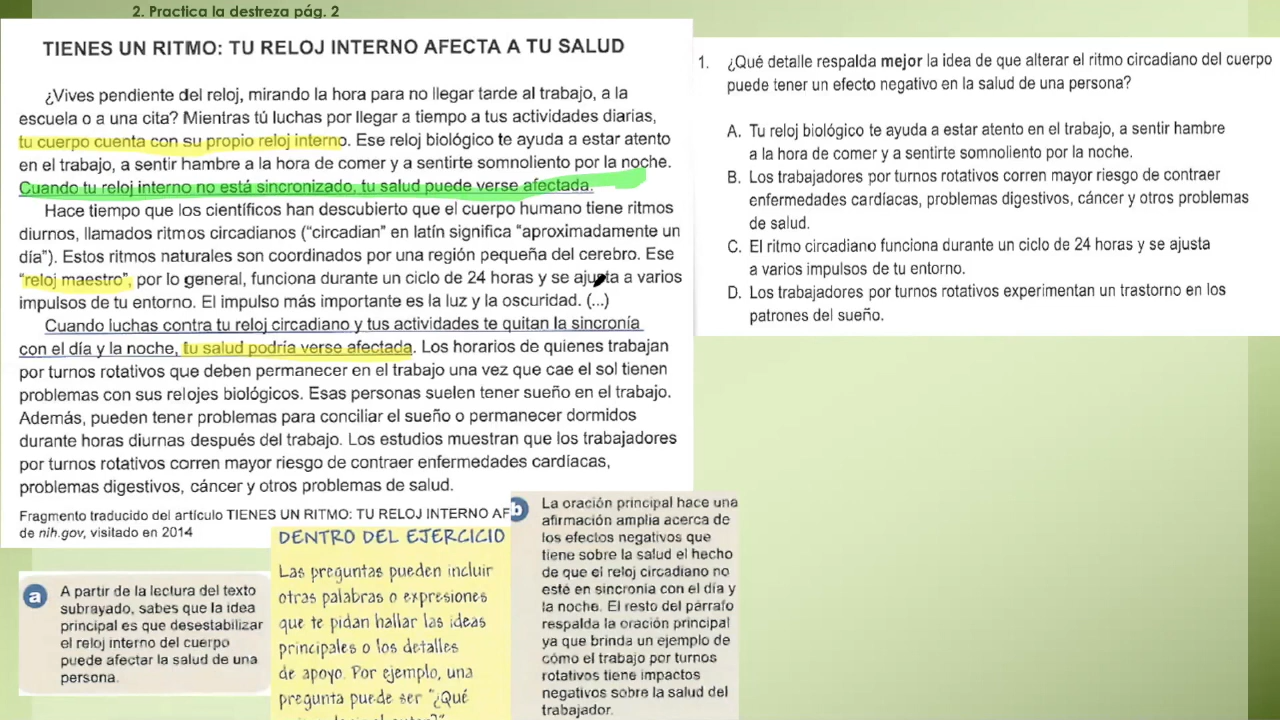 2. Practica la destreza pág. 2
TIENES UN RITMO: TU RELOJ INTERNO AFECTA A TU SALUD
¿Vives pendiente del reloj, mirando la hora para no llegar tarde al trabajo, a la
escuela o a una cita? Mientras tú luchas por llegar a tiempo a tus actividades diarias,
tu cuerpo cuenta con su propio reloj interno. Ese reloj biológico te ayuda a estar atento
en el trabajo, a sentir hambre a la hora de comer y a sentirte somnoliento por la noche.
Cuando tu reloj interno no está sincronizado, tu salud puede verse afectada.
Hace tiempo que los científicos han descubierto que el cuerpo humano tiene ritmos
diurnos, llamados ritmos circadianos ("circadian" en latín significa "aproximadamente un
día"). Estos ritmos naturales son coordinados por una región pequeña del cerebro. Ese
"reloj maestro", por lo general, funciona durante un ciclo de 24 horas y se ajusta a varios
impulsos de tu entorno. El impulso más importante es la luz y la oscuridad. (...)
Cuando luchas contra tu reloj circadiano y tus actividades te quitan la sincronía
con el día y la noche, tu salud podría verse afectada. Los horarios de quienes trabajan
por turnos rotativos que deben permanecer en el trabajo una vez que cae el sol tienen
problemas con sus relojes biológicos. Esas personas suelen tener sueño en el trabajo.
Además, pueden tener problemas para conciliar el sueño o permanecer dormidos
durante horas diurnas después del trabajo. Los estudios muestran que los trabajadores
por turnos rotativos corren mayor riesgo de contraer enfermedades cardíacas,
problemas digestivos, cáncer y otros problemas de salud.
Fragmento traducido del artículo TIENES UN RITMO: TU RELOJ INTERNO AF
de nih.gov, visitado en 2014
1. ¿Qué detalle respalda mejor la idea de que alterar el ritmo circadiano del cuerpo
puede tener un efecto negativo en la salud de una persona?
A. Tu reloj biológico te ayuda a estar atento en el trabajo, a sentir hambre
a la hora de comer y a sentirte somnoliento por la noche.
B. Los trabajadores por turnos rotativos corren mayor riesgo de contraer
enfermedades cardíacas, problemas digestivos, cáncer y otros problemas
de salud.
C. El ritmo circadiano funciona durante un ciclo de 24 horas y se ajusta
a varios impulsos de tu entorno.
D. Los trabajadores por turnos rotativos experimentan un trastorno en los
patrones del sueño.
a
A partir de la lectura del texto
subrayado, sabes que la idea
principal es que desestabilizar
el reloj interno del cuerpo
puede afectar la salud de una
persona.
DENTRO DEL EJERCICIO
Las preguntas pueden incluir
otras palabras o expresiones
que te pidan hallar las ideas
principales o los detalles
de apoyo. Por ejemplo, una
pregunta puede ser "¿Qué
b
La oración principal hace una
afirmación amplia acerca de
los efectos negativos que
tiene sobre la salud el hecho
de que el reloj circadiano no
esté en sincronía con el día y
la noche. El resto del párrafo
respalda la oración principal
ya que brinda un ejemplo de
cómo el trabajo por turnos
rotativos tiene impactos
negativos sobre la salud del
trabajador.